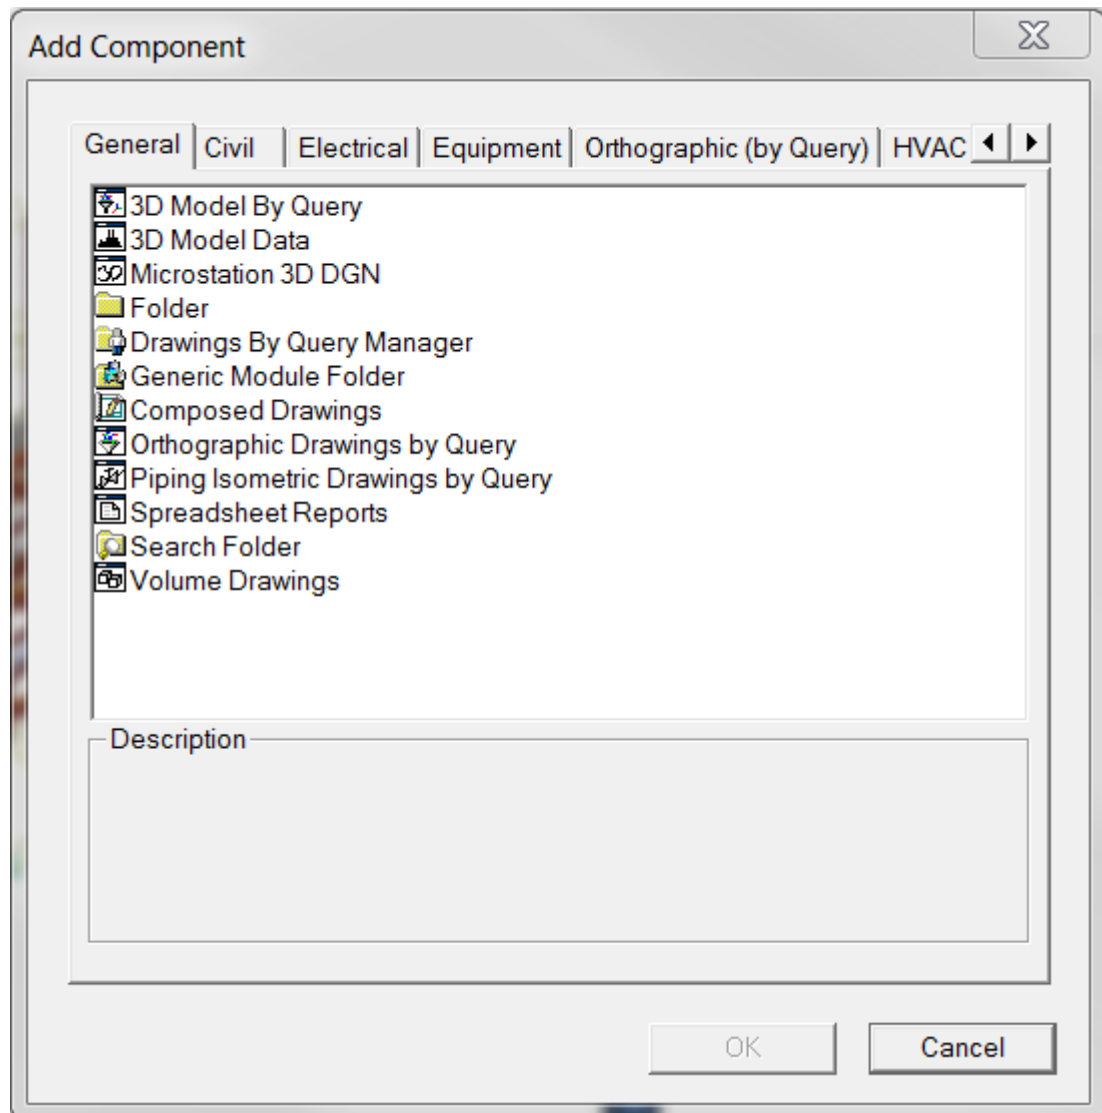 Add Component
General Civil Electrical Equipment Orthographic (by Query) HVAC
3D Model By Query
3D Model Data
Microstation 3D DGN
Folder
Drawings By Query Manager
Generic Module Folder
Composed Drawings
Orthographic Drawings by Query
Piping Isometric Drawings by Query
Spreadsheet Reports
Search Folder
Volume Drawings
Description
OK Cancel